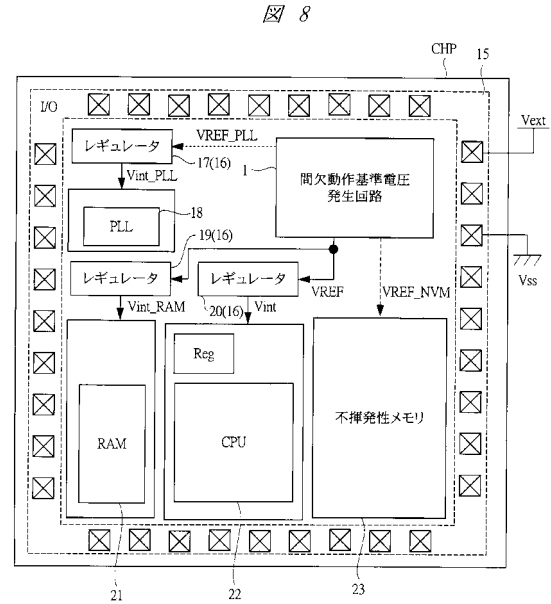 図 8
CHP
15
I/O
Vext
VREF_PLL
レギュレータ
17(16)
1
間欠動作基準電圧
発生回路
Vint_PLL
18
PLL
19(16)
Vss
レギュレータ
レギュレータ
VREF
VREF_NVM
Vint_RAM
20(16)
Vint
Reg
RAM
CPU
不揮発性メモリ
21
22
23